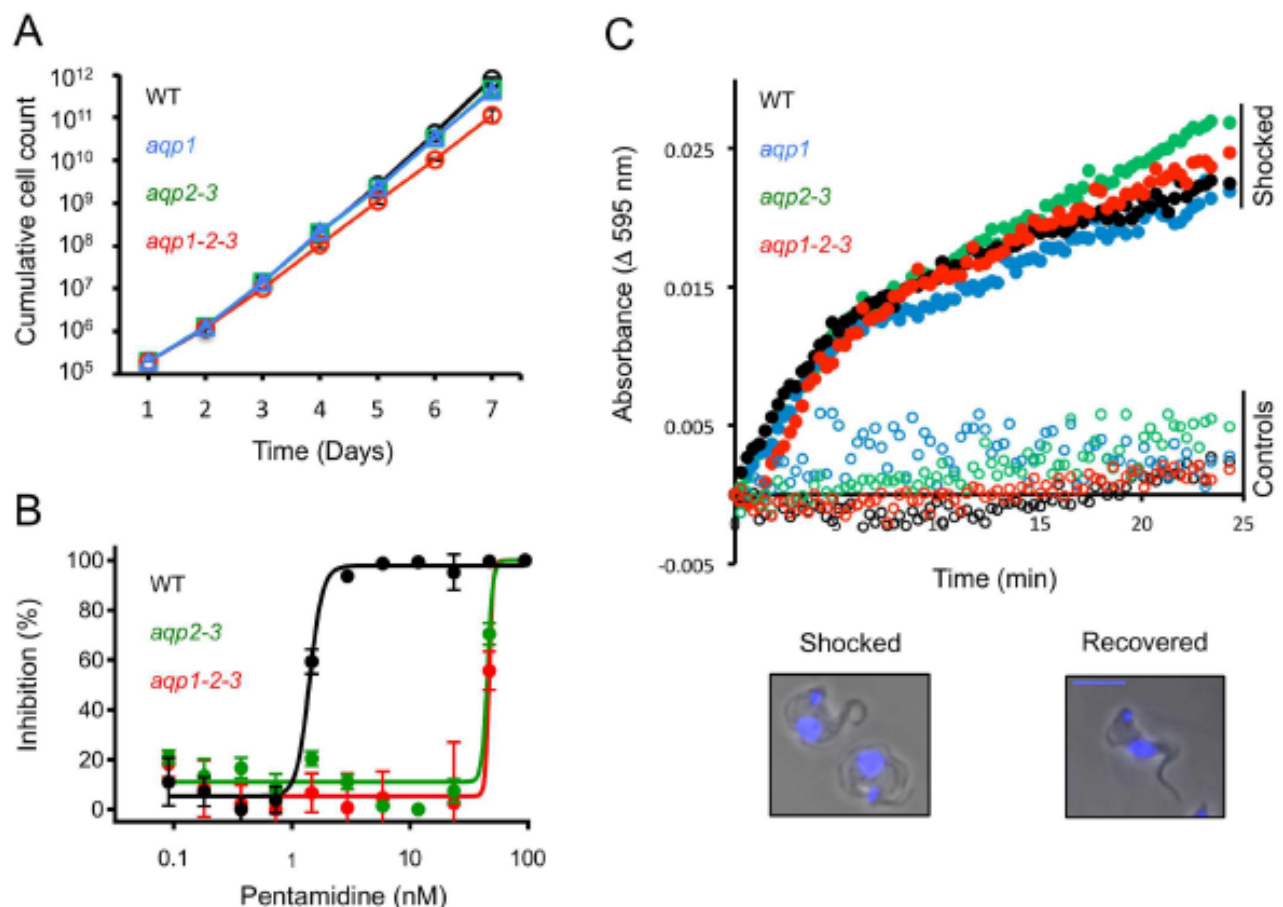 A
Cumulative cell count
10¹²
10¹¹
10¹⁰
10⁹
10⁸
10⁷
10⁶
10⁵
WT
aqp1
aqp2-3
aqp1-2-3
1 2 3 4 5 6 7
Time (Days)
B
Inhibition (%)
100
80
60
40
20
0
WT
aqp2-3
aqp1-2-3
0.1 1 10 100
Pentamidine (nM)
C
Absorbance (Δ 595 nm)
0.025
0.015
0.005
-0.005
WT
aqp1
aqp2-3
aqp1-2-3
Shocked
Controls
0 5 10 15 20 25
Time (min)
Shocked
Recovered